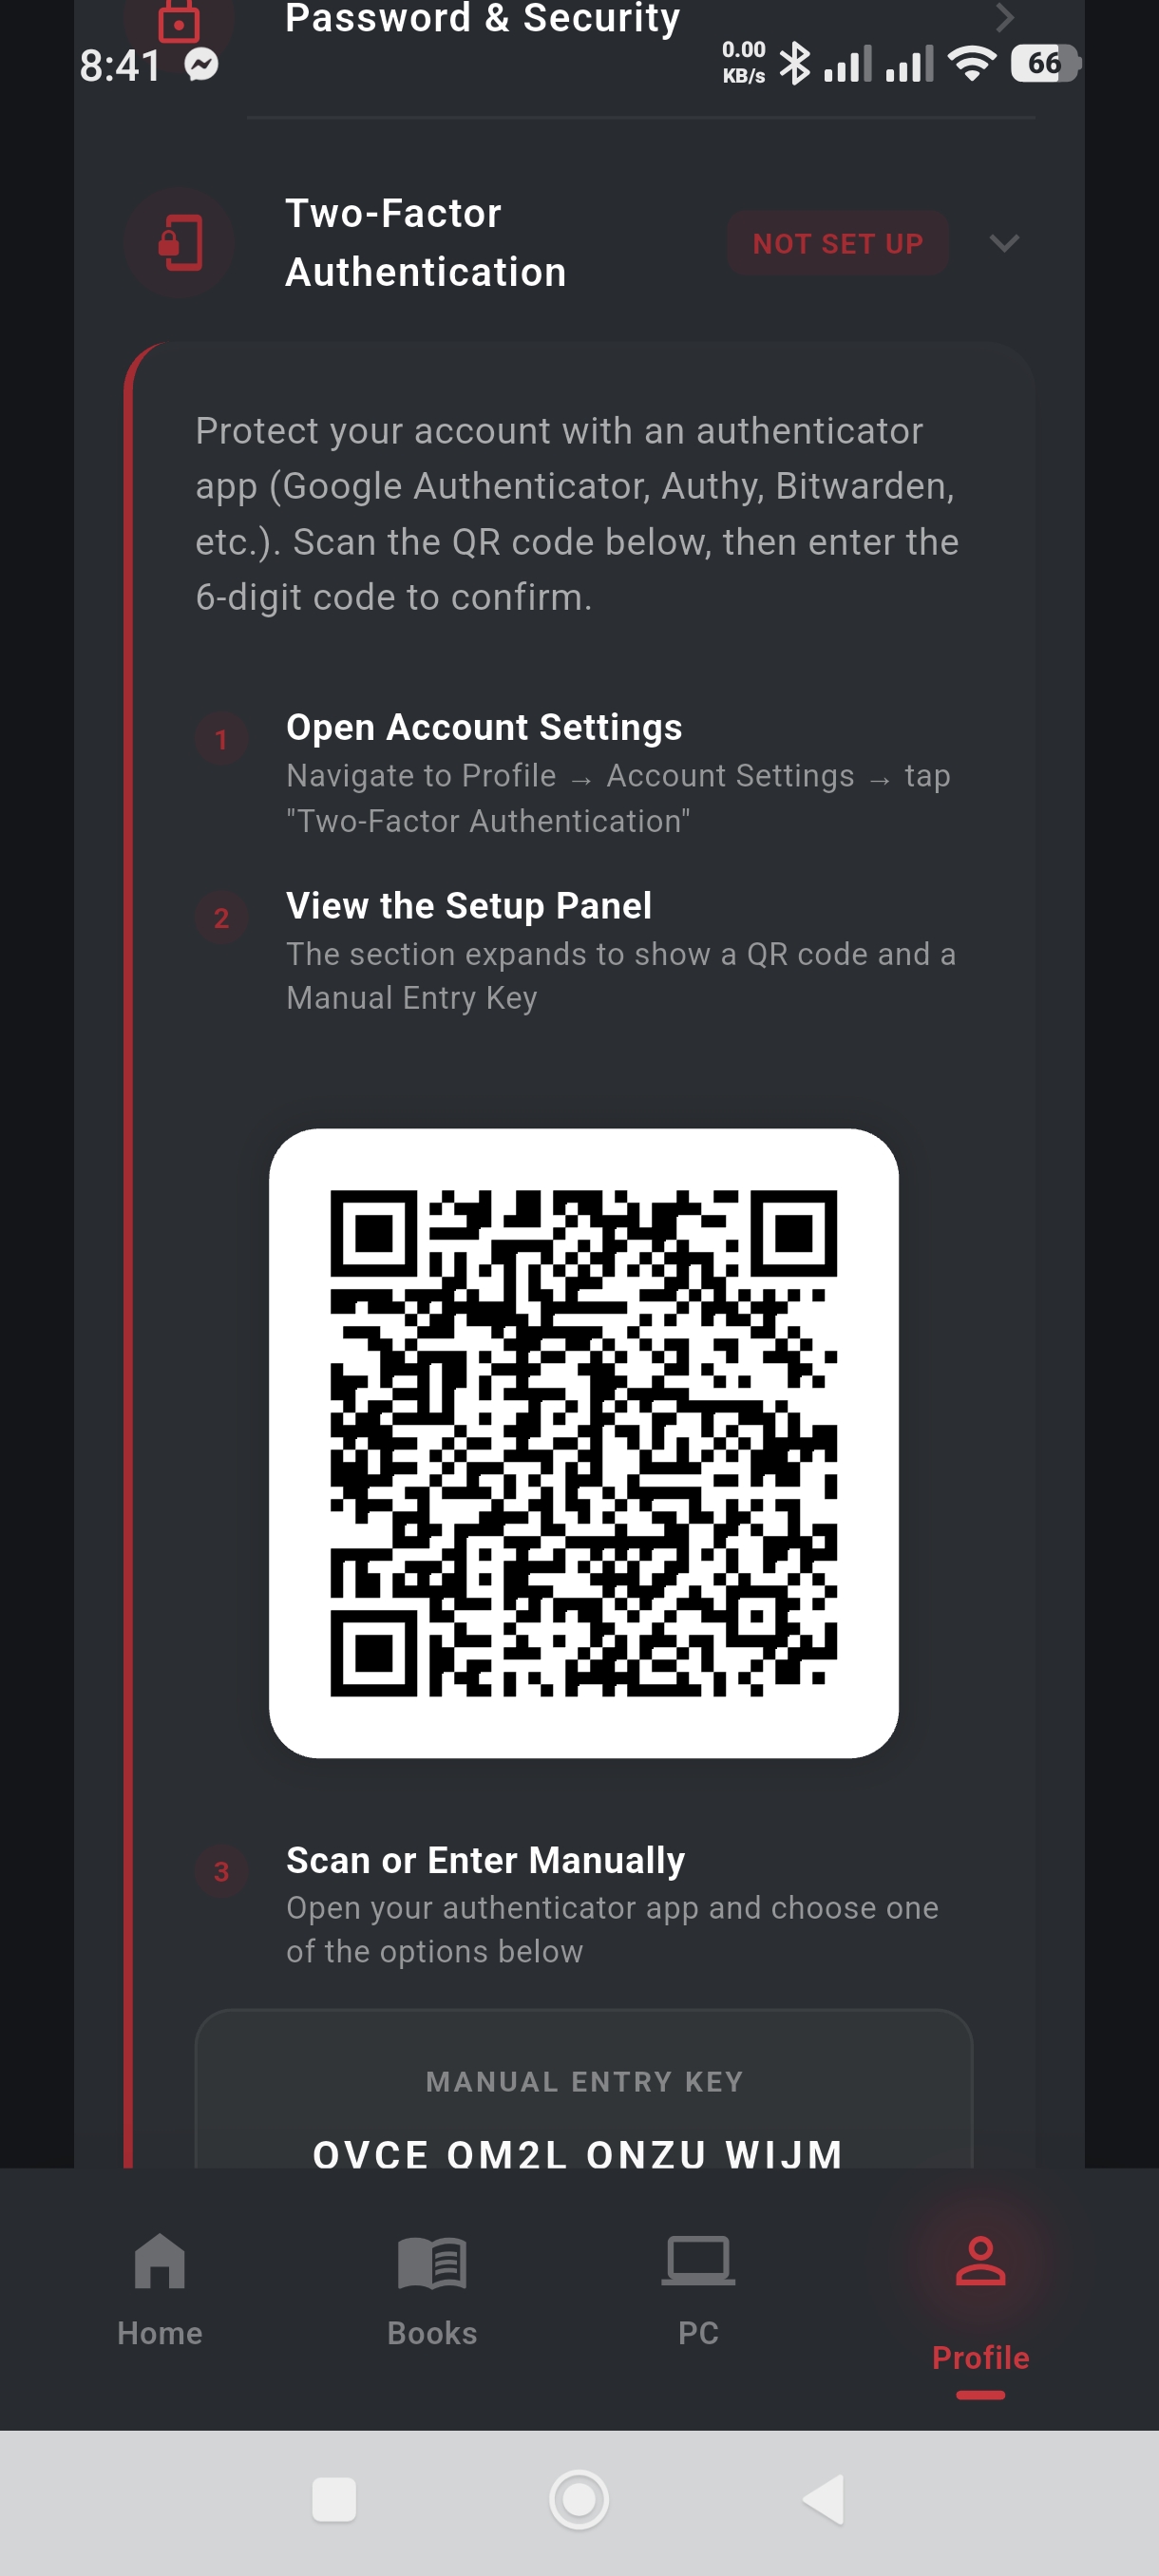 Password & Security
8:41
0.00
KB/s
66
Two-Factor
Authentication
NOT SET UP
Protect your account with an authenticator
app (Google Authenticator, Authy, Bitwarden,
etc.). Scan the QR code below, then enter the
6-digit code to confirm.
1
Open Account Settings
Navigate to Profile → Account Settings → tap
"Two-Factor Authentication"
2
View the Setup Panel
The section expands to show a QR code and a
Manual Entry Key
3
Scan or Enter Manually
Open your authenticator app and choose one
of the options below
MANUAL ENTRY KEY
OVCE OM2L ONZU WIJM
Home
Books
PC
Profile